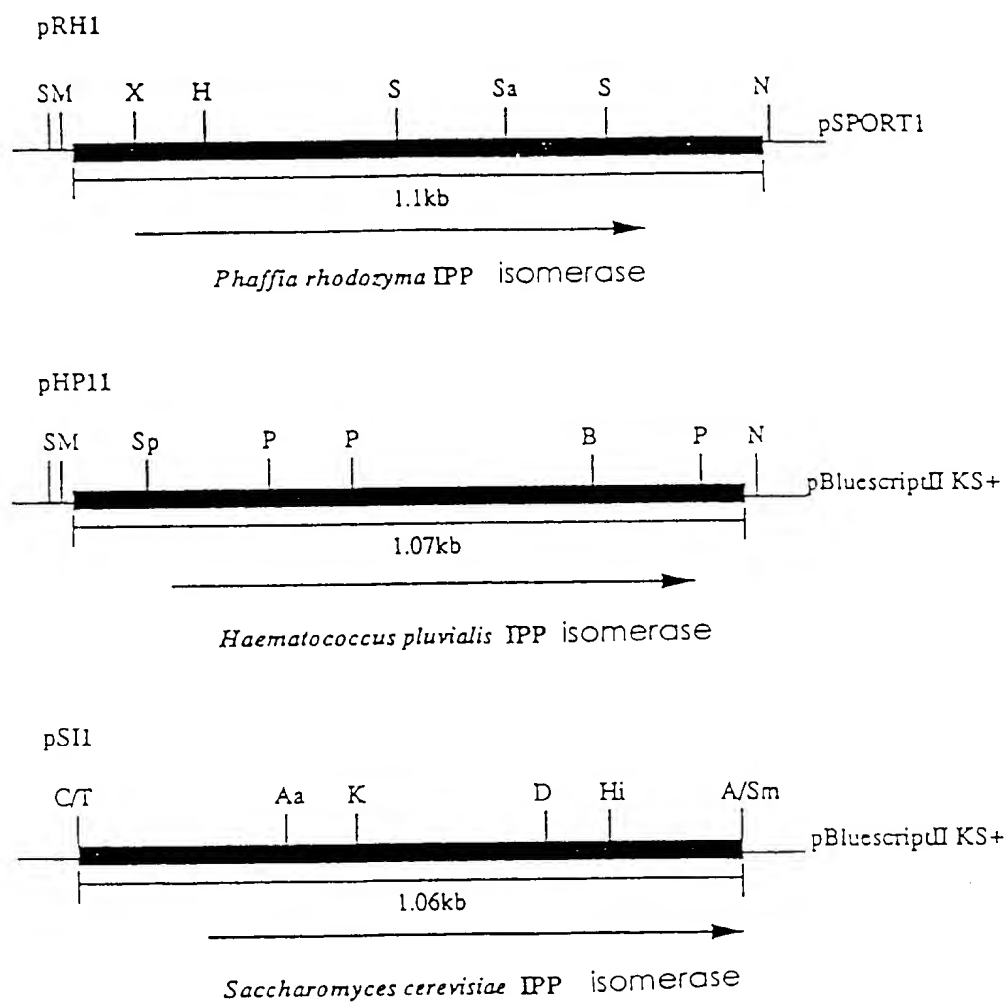 pRH1
SM X H S Sa S N
pSPORT1
1.1kb
Phaffia rhodozyma IPP isomerase
pHP11
SM Sp P P B P N
pBluescriptII KS+
1.07kb
Haematococcus pluvialis IPP isomerase
pSI1
C/T Aa K D Hi A/Sm
pBluescriptII KS+
1.06kb
Saccharomyces cerevisiae IPP isomerase